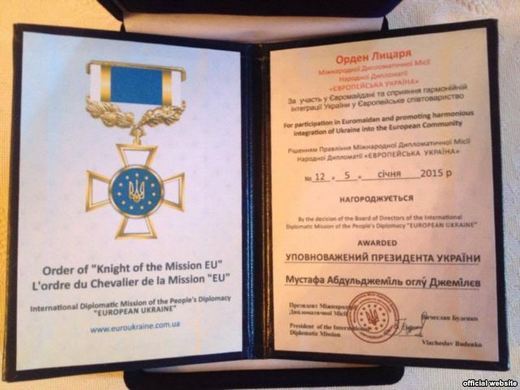 Order of "Knight of the Mission EU"
L'ordre du Chevalier de la Mission "EU"
International Diplomatic Mission of the People's Diplomacy
"EUROPEAN UKRAINE"
www.euroukraine.com.ua
Орден Лицаря
Міжнародної Дипломатичної Місії
Народної Дипломатії
«ЄВРОПЕЙСЬКА УКРАЇНА»
За участь у Євромайдані та сприяння гармонійній
інтеграції України у Європейське співтовариство
For participation in Euromaidan and promoting harmonious
integration of Ukraine into the European Community
Рішенням Правління Міжнародної Дипломатичної Місії
Народної Дипломатії «ЄВРОПЕЙСЬКА УКРАЇНА»
№ 12 5 січня 2015 р
НАГОРОДЖУЄТЬСЯ
By the decision of the Board of Directors of the International
Diplomatic Mission of the People's Diplomacy "EUROPEAN UKRAINE"
AWARDED
УПОВНОВАЖЕНИЙ ПРЕЗИДЕНТА УКРАЇНИ
Мустафа Абдульджеміль оглу Джемілєв
Президент Міжнародної
Дипломатичної Місії
Вячеслав Буденко
President of the International
Diplomatic Mission
Viacheslav Budenko
official website